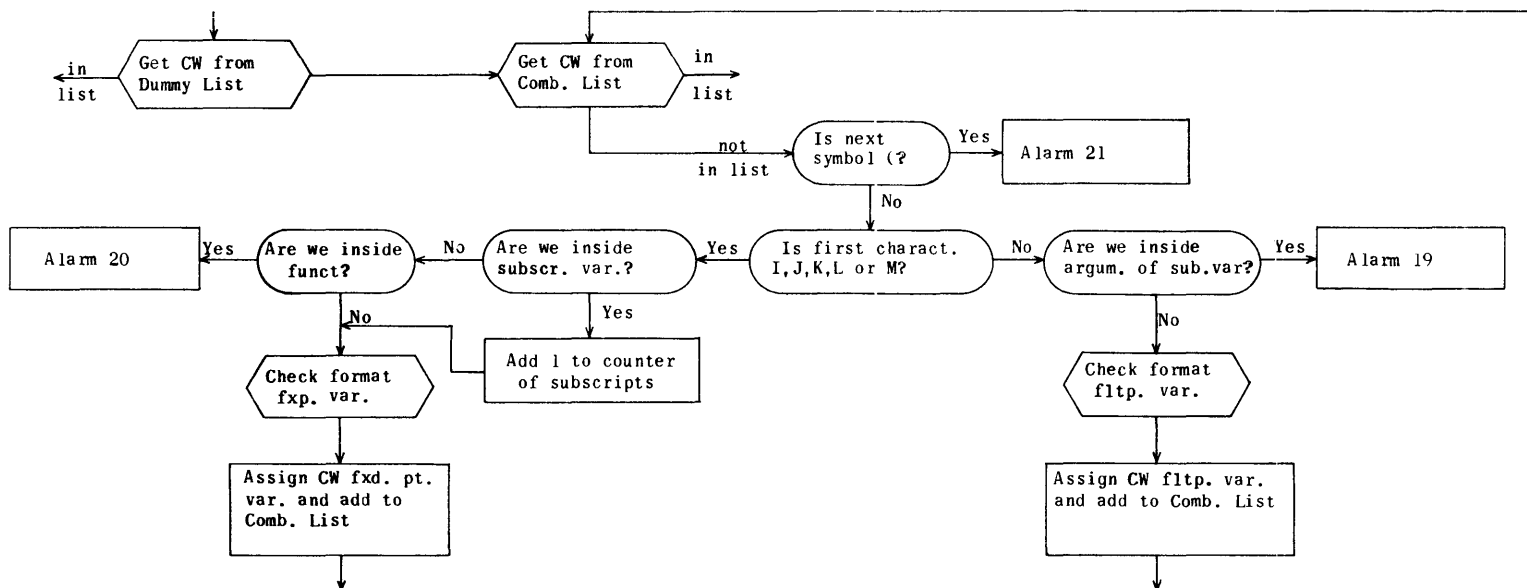 in
list
Get CW from
Dummy List
Get CW from
Comb. List
in
list
not
in list
Is next
symbol (?
Yes
Alarm 21
No
Alarm 20
Yes
Are we inside
funct?
No
Are we inside
subscr. var.?
Yes
Is first charact.
I,J,K,L or M?
No
Are we inside
argum. of sub.var?
Yes
Alarm 19
No
Yes
No
Check format
fxp. var.
Add 1 to counter
of subscripts
Check format
fltp. var.
Assign CW fxd. pt.
var. and add to
Comb. List
Assign CW fltp. var.
and add to Comb. List